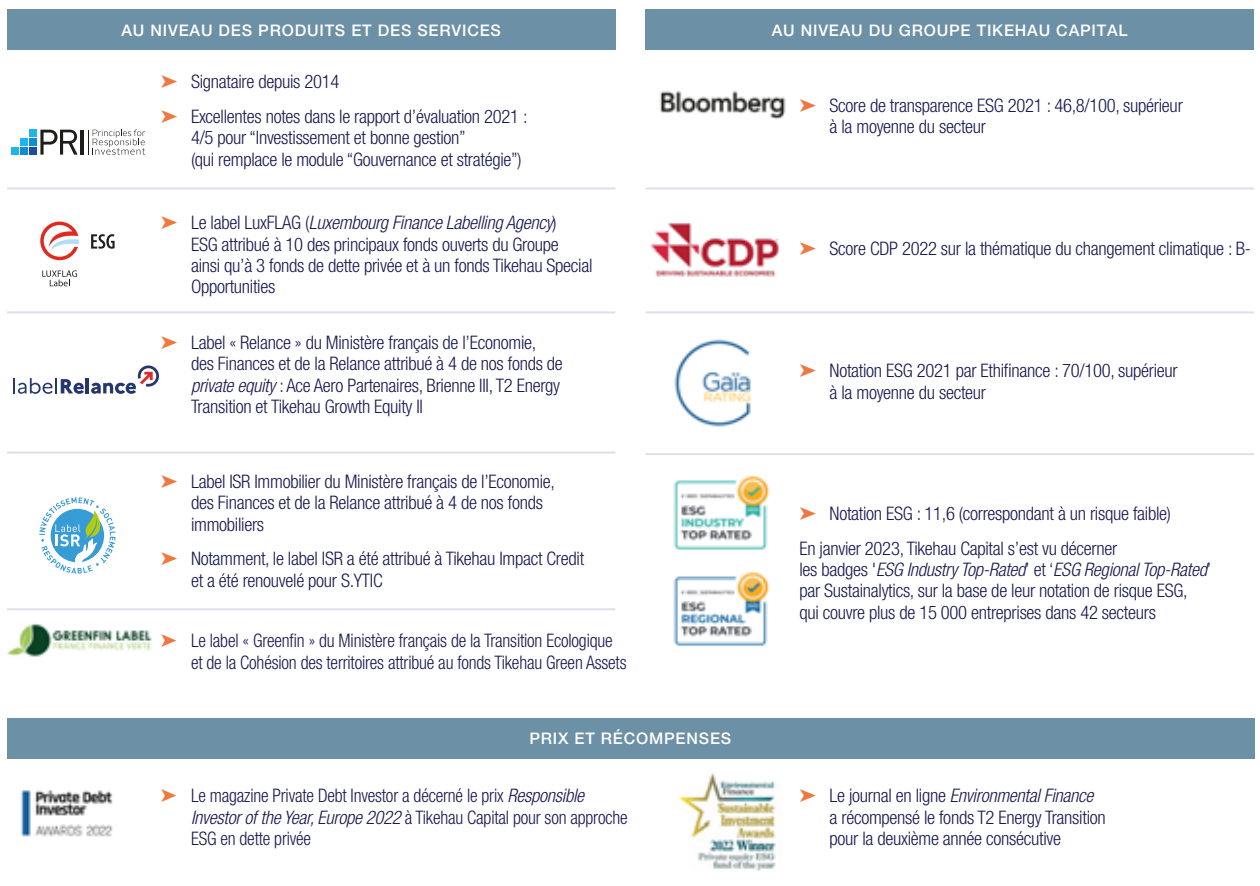 AU NIVEAU DES PRODUITS ET DES SERVICES
PRI Principles for
Responsible
Investment
➤ Signataire depuis 2014
➤ Excellentes notes dans le rapport d’évaluation 2021 :
4/5 pour “Investissement et bonne gestion”
(qui remplace le module “Gouvernance et stratégie”)
ESG
LUXFLAG
Label
➤ Le label LuxFLAG (Luxembourg Finance Labelling Agency)
ESG attribué à 10 des principaux fonds ouverts du Groupe
ainsi qu’à 3 fonds de dette privée et à un fonds Tikehau Special
Opportunities
labelRelance
➤ Label « Relance » du Ministère français de l’Economie,
des Finances et de la Relance attribué à 4 de nos fonds de
private equity : Ace Aero Partenaires, Brienne III, T2 Energy
Transition et Tikehau Growth Equity II
INVESTISSEMENT • SOCIALEMENT • RESPONSABLE •
Label
ISR
➤ Label ISR Immobilier du Ministère français de l’Economie,
des Finances et de la Relance attribué à 4 de nos fonds
immobiliers
➤ Notamment, le label ISR a été attribué à Tikehau Impact Credit
et a été renouvelé pour S.YTIC
GREENFIN LABEL
FRANCE FINANCE VERTE
➤ Le label « Greenfin » du Ministère français de la Transition Ecologique
et de la Cohésion des territoires attribué au fonds Tikehau Green Assets
AU NIVEAU DU GROUPE TIKEHAU CAPITAL
Bloomberg
➤ Score de transparence ESG 2021 : 46,8/100, supérieur
à la moyenne du secteur
CDP
DRIVING SUSTAINABLE ECONOMIES
➤ Score CDP 2022 sur la thématique du changement climatique : B-
Gaïa
RATING
➤ Notation ESG 2021 par Ethifinance : 70/100, supérieur
à la moyenne du secteur
ESG
INDUSTRY
TOP RATED
ESG
REGIONAL
TOP RATED
➤ Notation ESG : 11,6 (correspondant à un risque faible)
En janvier 2023, Tikehau Capital s’est vu décerner
les badges 'ESG Industry Top-Rated' et ‘ESG Regional Top-Rated'
par Sustainalytics, sur la base de leur notation de risque ESG,
qui couvre plus de 15 000 entreprises dans 42 secteurs
PRIX ET RÉCOMPENSES
Private Debt
Investor
AWARDS 2022
➤ Le magazine Private Debt Investor a décerné le prix Responsible
Investor of the Year, Europe 2022 à Tikehau Capital pour son approche
ESG en dette privée
Environmental
Finance
Sustainable
Investment
Awards
2022 Winner
Private equity ESG
fund of the year
➤ Le journal en ligne Environmental Finance
a récompensé le fonds T2 Energy Transition
pour la deuxième année consécutive